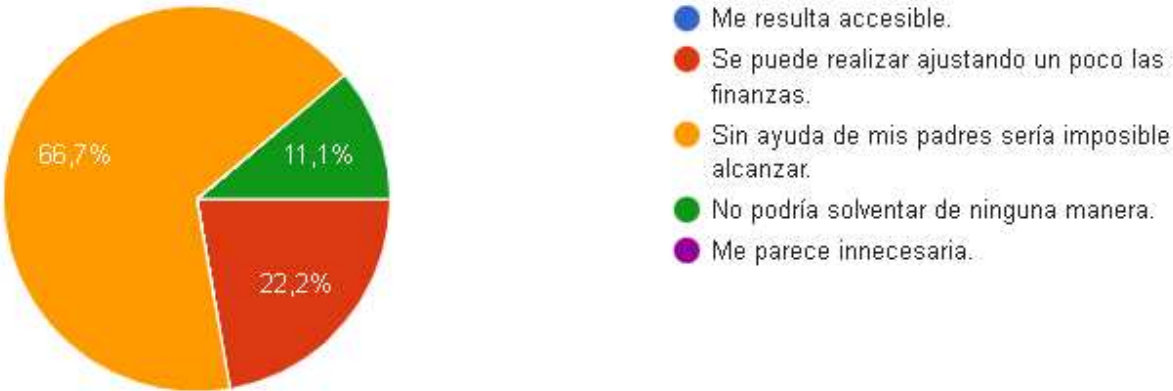 66,7%
11,1%
22,2%
Me resulta accesible.
Se puede realizar ajustando un poco las
finanzas.
Sin ayuda de mis padres sería imposible
alcanzar.
No podría solventar de ninguna manera.
Me parece innecesaria.